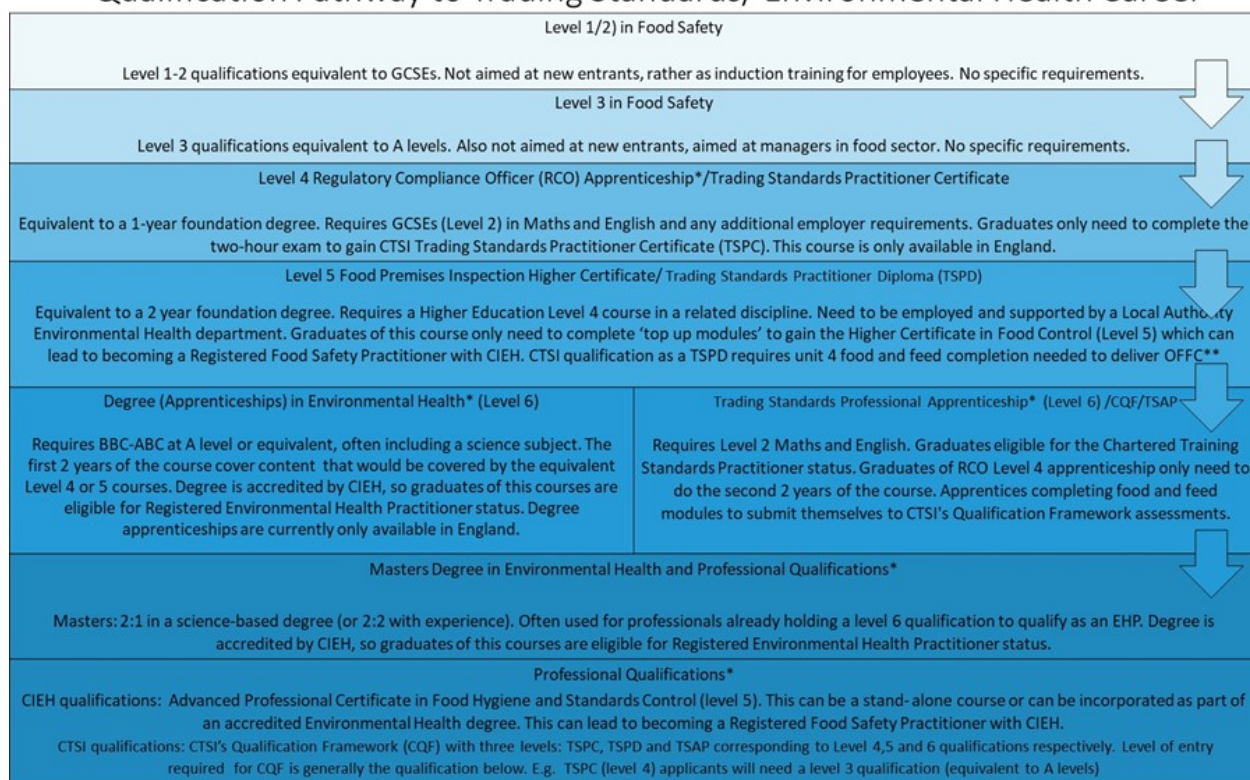 Qualification Pathway to Trading Standards/ Environmental Health Career
Level 1/2) in Food Safety
Level 1-2 qualifications equivalent to GCSEs. Not aimed at new entrants, rather as induction training for employees. No specific requirements.
Level 3 in Food Safety
Level 3 qualifications equivalent to A levels. Also not aimed at new entrants, aimed at managers in food sector. No specific requirements.
Level 4 Regulatory Compliance Officer (RCO) Apprenticeship*/Trading Standards Practitioner Certificate
Equivalent to a 1-year foundation degree. Requires GCSEs (Level 2) in Maths and English and any additional employer requirements. Graduates only need to complete the
two-hour exam to gain CTSI Trading Standards Practitioner Certificate (TSPC). This course is only available in England.
Level 5 Food Premises Inspection Higher Certificate/ Trading Standards Practitioner Diploma (TSPD)
Equivalent to a 2 year foundation degree. Requires a Higher Education Level 4 course in a related discipline. Need to be employed and supported by a Local Authority
Environmental Health department. Graduates of this course only need to complete ‘top up modules’ to gain the Higher Certificate in Food Control (Level 5) which can
lead to becoming a Registered Food Safety Practitioner with CIEH. CTSI qualification as a TSPD requires unit 4 food and feed completion needed to deliver OFFC**
Degree (Apprenticeships) in Environmental Health* (Level 6)
Requires BBC-ABC at A level or equivalent, often including a science subject. The
first 2 years of the course cover content that would be covered by the equivalent
Level 4 or 5 courses. Degree is accredited by CIEH, so graduates of this courses are
eligible for Registered Environmental Health Practitioner status. Degree
apprenticeships are currently only available in England.
Trading Standards Professional Apprenticeship* (Level 6) /CQF/TSAP
Requires Level 2 Maths and English. Graduates eligible for the Chartered Training
Standards Practitioner status. Graduates of RCO Level 4 apprenticeship only need to
do the second 2 years of the course. Apprentices completing food and feed
modules to submit themselves to CTSI's Qualification Framework assessments.
Masters Degree in Environmental Health and Professional Qualifications*
Masters: 2:1 in a science-based degree (or 2:2 with experience). Often used for professionals already holding a level 6 qualification to qualify as an EHP. Degree is
accredited by CIEH, so graduates of this courses are eligible for Registered Environmental Health Practitioner status.
Professional Qualifications*
CIEH qualifications: Advanced Professional Certificate in Food Hygiene and Standards Control (level 5). This can be a stand-alone course or can be incorporated as part of
an accredited Environmental Health degree. This can lead to becoming a Registered Food Safety Practitioner with CIEH.
CTSI qualifications: CTSI’s Qualification Framework (CQF) with three levels: TSPC, TSPD and TSAP corresponding to Level 4,5 and 6 qualifications respectively. Level of entry
required for CQF is generally the qualification below. E.g. TSPC (level 4) applicants will need a level 3 qualification (equivalent to A levels)